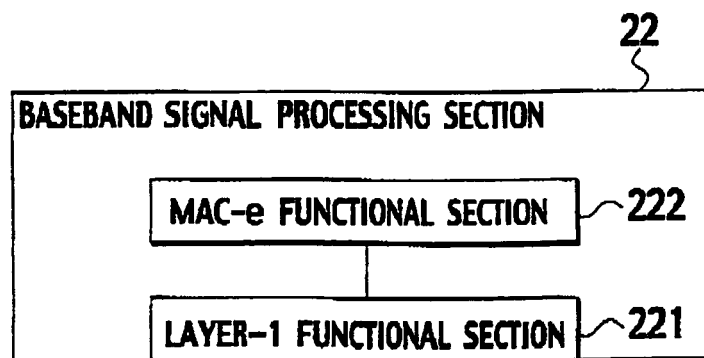 22
BASEBAND SIGNAL PROCESSING SECTION
MAC-e FUNCTIONAL SECTION
222
LAYER-1 FUNCTIONAL SECTION
221